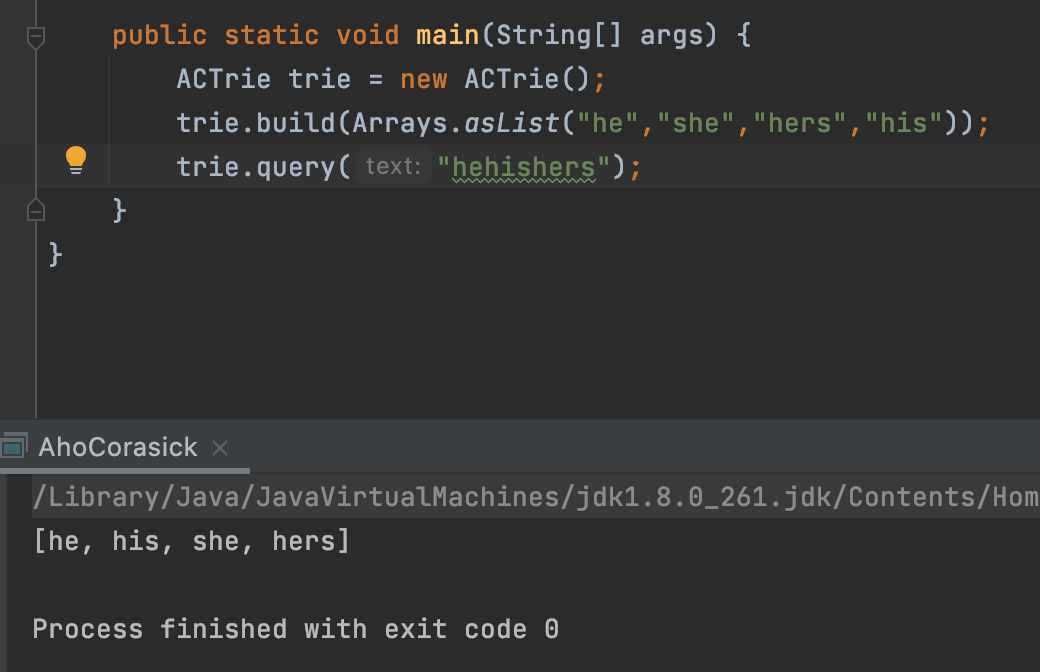 public static void main(String[] args) {
ACTrie trie = new ACTrie();
trie.build(Arrays.asList("he","she","hers","his"));
trie.query( text: "hehishers");
}
}
AhoCorasick
/Library/Java/JavaVirtualMachines/jdk1.8.0_261.jdk/Contents/Hom
[he, his, she, hers]
Process finished with exit code 0